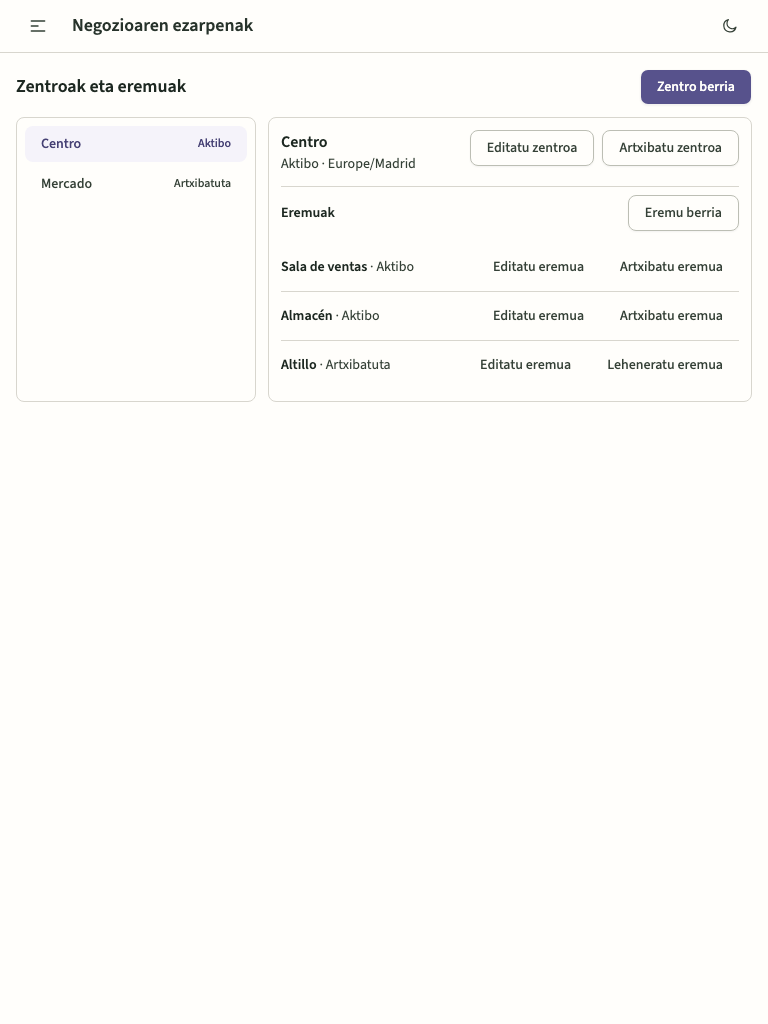 Negozioaren ezarpenak
Zentroak eta eremuak
Zentro berria
Centro Aktibo
Mercado Artxibatuta
Centro
Aktibo · Europe/Madrid
Editatu zentroa
Artxibatu zentroa
Eremuak
Eremu berria
Sala de ventas · Aktibo Editatu eremua Artxibatu eremua
Almacén · Aktibo Editatu eremua Artxibatu eremua
Altillo · Artxibatuta Editatu eremua Leheneratu eremua